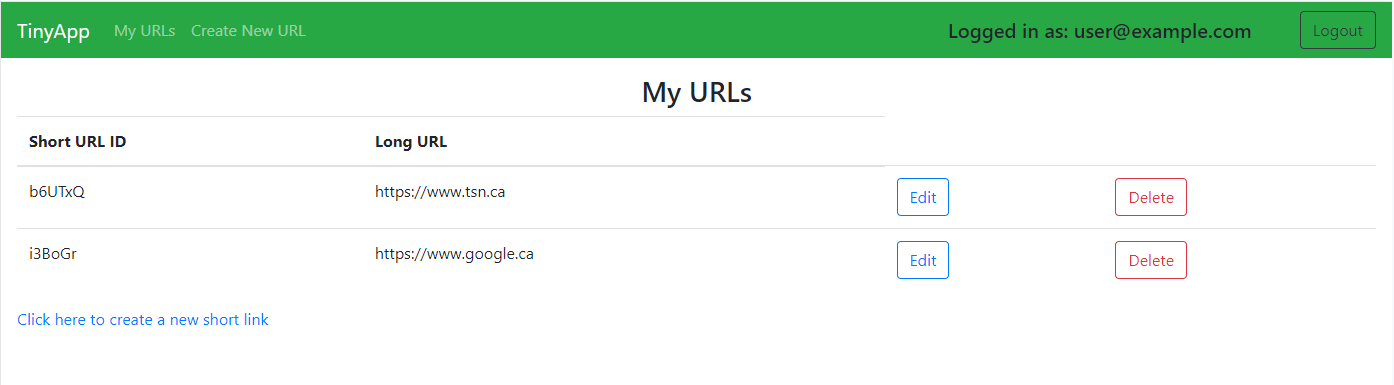 TinyApp My URLs Create New URL Logged in as: user@example.com Logout
My URLs
Short URL ID Long URL
b6UTxQ https://www.tsn.ca Edit Delete
i3BoGr https://www.google.ca Edit Delete
Click here to create a new short link